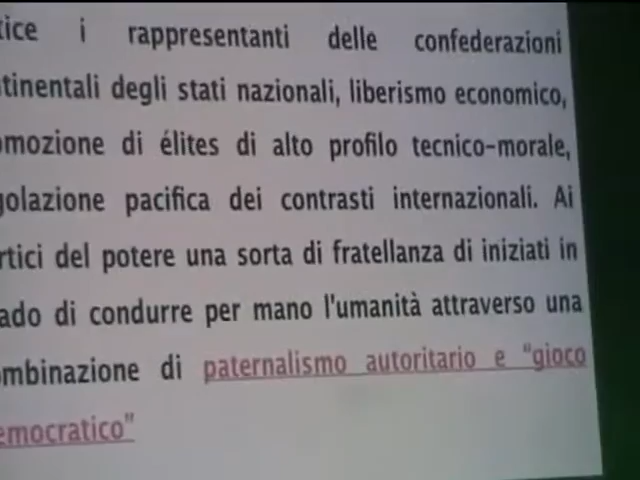 tice i rappresentanti delle confederazioni
tinentali degli stati nazionali, liberismo economico,
omozione di élites di alto profilo tecnico-morale,
golazione pacifica dei contrasti internazionali. Ai
rtici del potere una sorta di fratellanza di iniziati in
ado di condurre per mano l'umanità attraverso una
ombinazione di paternalismo autoritario e "gioco
emocratico"